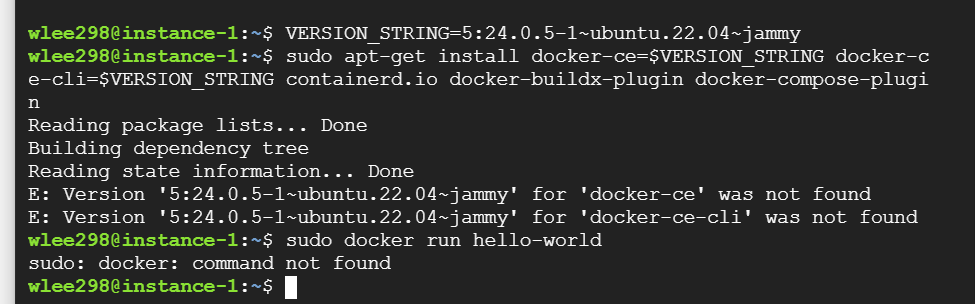 wlee298@instance-1:~$ VERSION_STRING=5:24.0.5-1~ubuntu.22.04~jammy
wlee298@instance-1:~$ sudo apt-get install docker-ce=$VERSION_STRING docker-c
e-cli=$VERSION_STRING containerd.io docker-buildx-plugin docker-compose-plugi
n
Reading package lists... Done
Building dependency tree
Reading state information... Done
E: Version '5:24.0.5-1~ubuntu.22.04~jammy' for 'docker-ce' was not found
E: Version '5:24.0.5-1~ubuntu.22.04~jammy' for 'docker-ce-cli' was not found
wlee298@instance-1:~$ sudo docker run hello-world
sudo: docker: command not found
wlee298@instance-1:~$